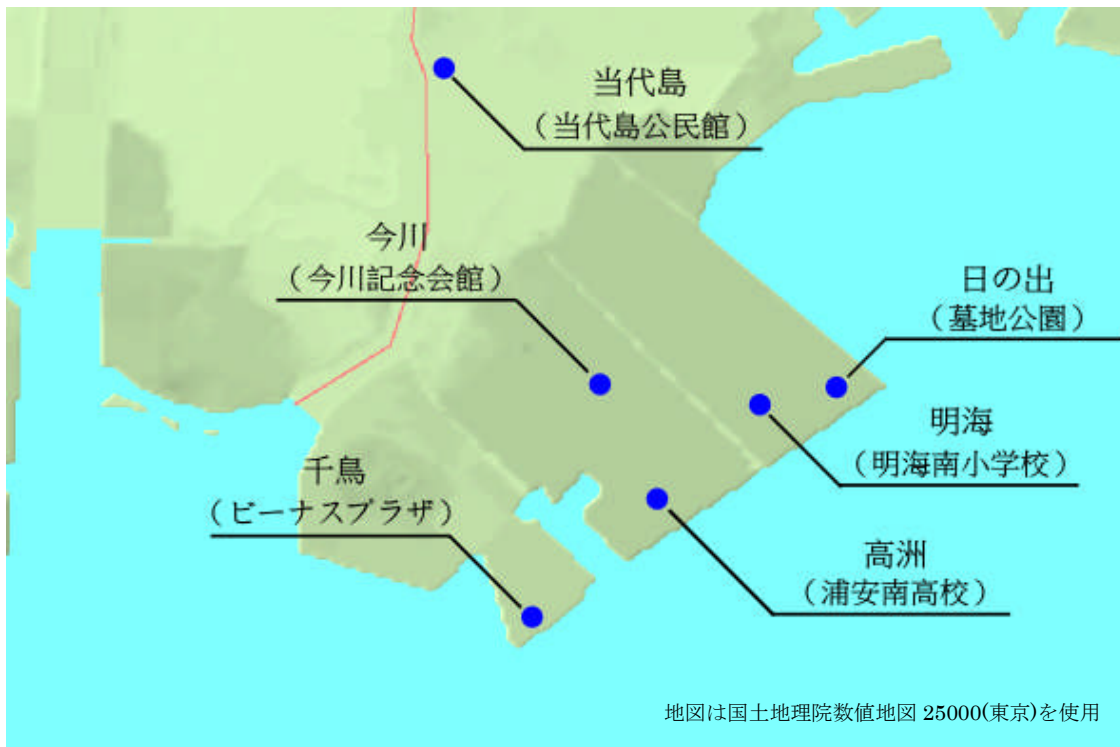 当代島
（当代島公民館）
今川
（今川記念会館）
日の出
（墓地公園）
明海
（明海南小学校）
千鳥
（ビーナスプラザ）
高洲
（浦安南高校）
地図は国土地理院数値地図 25000(東京)を使用